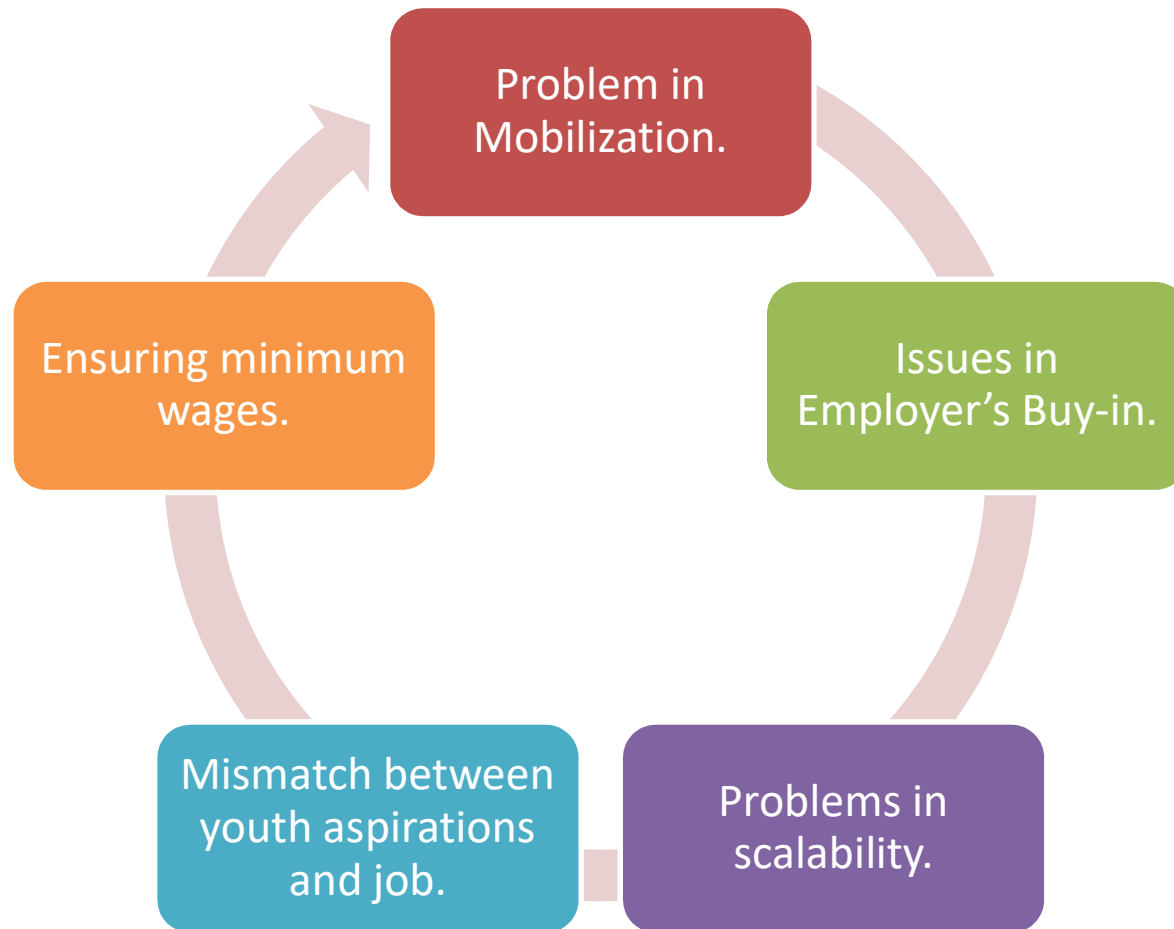 Problem in
Mobilization.
Issues in
Employer’s Buy-in.
Problems in
scalability.
Mismatch between
youth aspirations
and job.
Ensuring minimum
wages.